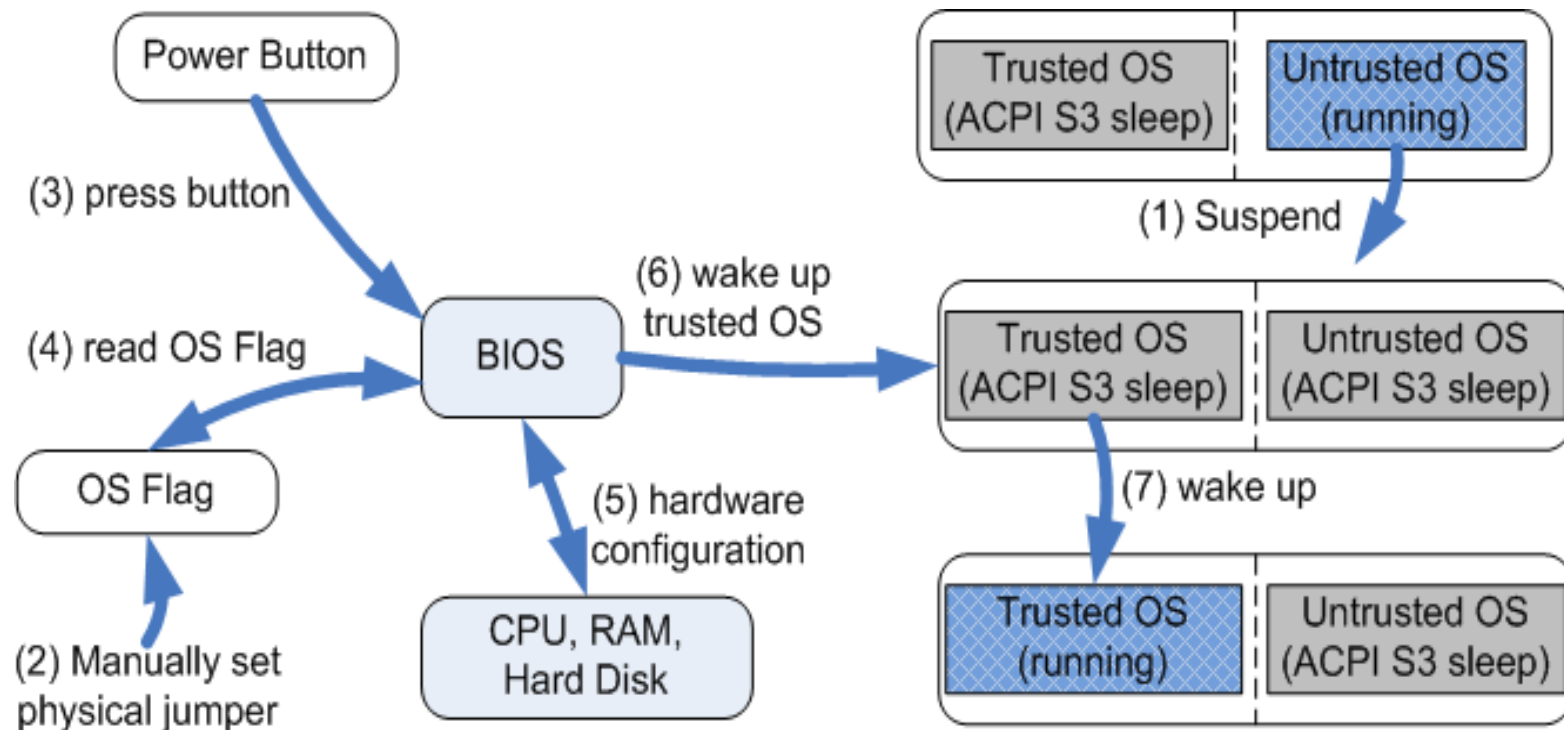 Power Button
Trusted OS
(ACPI S3 sleep)
Untrusted OS
(running)
(3) press button
(1) Suspend
(6) wake up
trusted OS
(4) read OS Flag
BIOS
Trusted OS
(ACPI S3 sleep)
Untrusted OS
(ACPI S3 sleep)
OS Flag
(5) hardware
configuration
(7) wake up
(2) Manually set
physical jumper
CPU, RAM,
Hard Disk
Trusted OS
(running)
Untrusted OS
(ACPI S3 sleep)